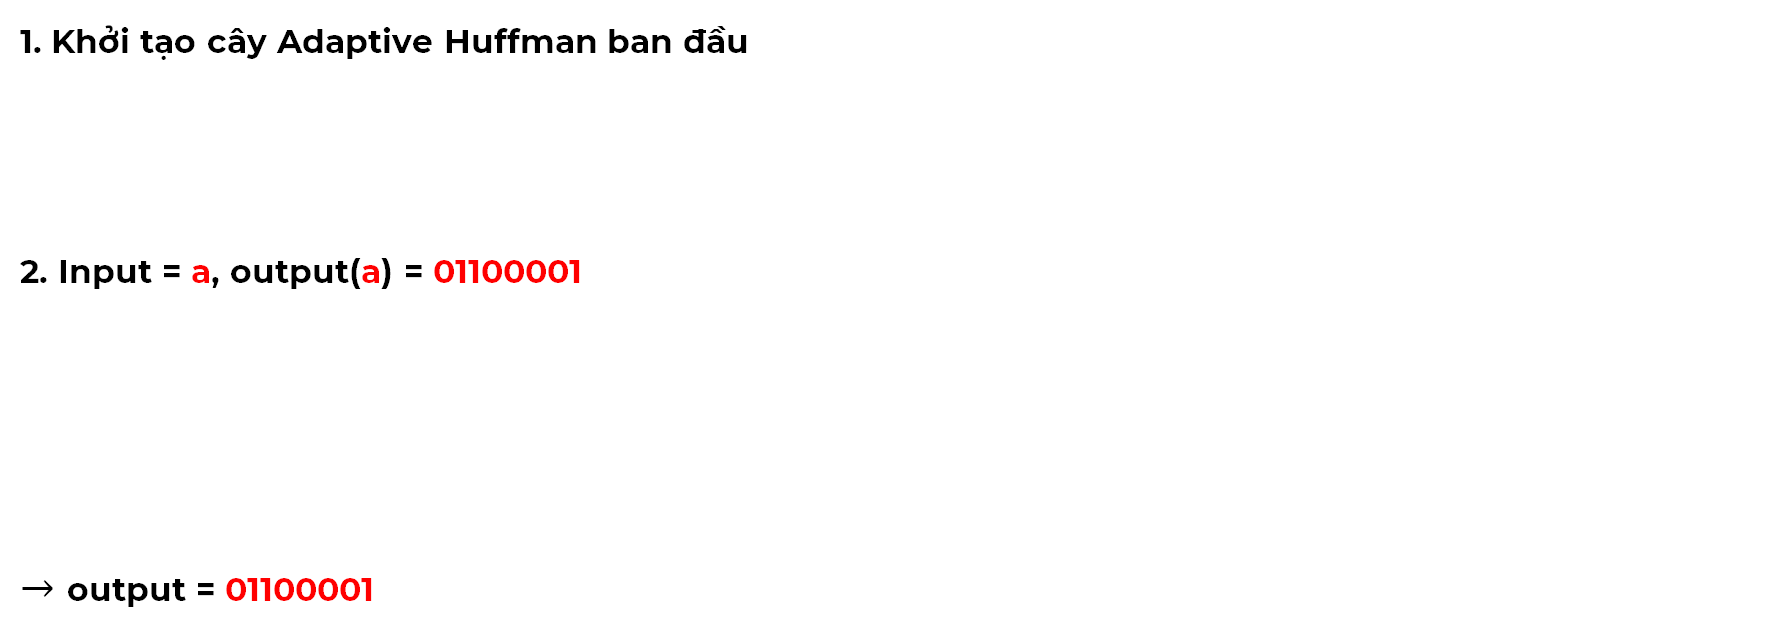 1. Khởi tạo cây Adaptive Huffman ban đầu
2. Input = a, output(a) = 01100001
→ output = 01100001